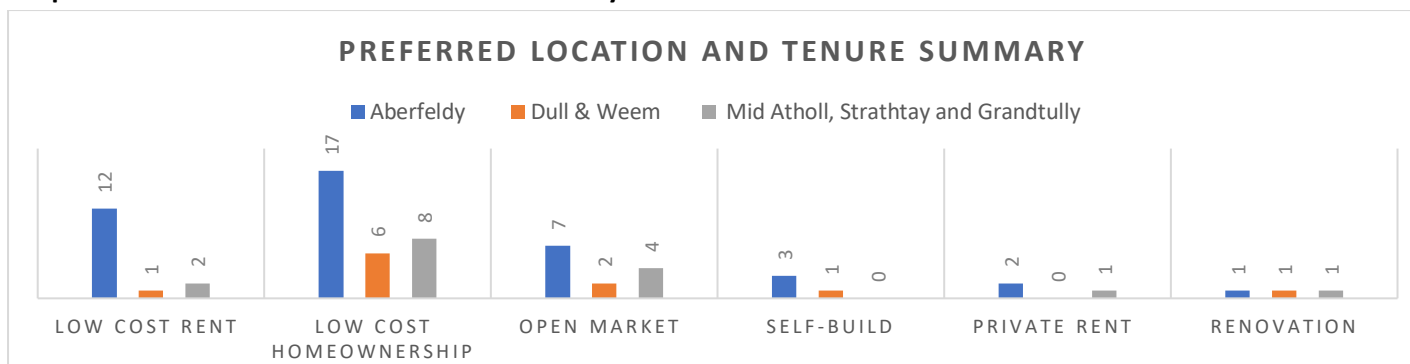 PREFERRED LOCATION AND TENURE SUMMARY
Aberfeldy Dull & Weem Mid Atholl, Strathtay and Grandtully
12 1 2 17 6 8 7 2 4 3 1 0 2 0 1 1 1 1
LOW COST RENT LOW COST OPEN MARKET SELF-BUILD PRIVATE RENT RENOVATION
HOMEOWNERSHIP